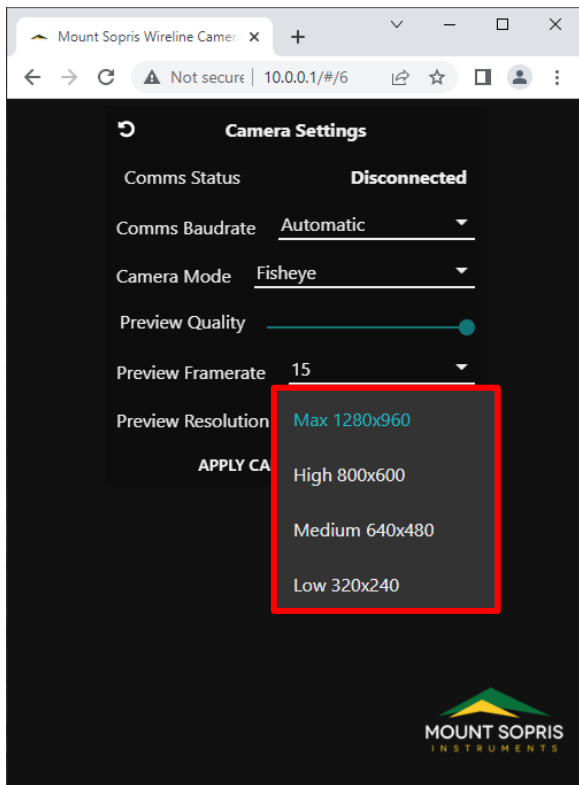 Mount Sopris Wireline Camer
Not secure 10.0.0.1/#/6
Camera Settings
Comms Status Disconnected
Comms Baudrate Automatic
Camera Mode Fisheye
Preview Quality
Preview Framerate 15
Preview Resolution Max 1280x960
APPLY CA
High 800x600
Medium 640x480
Low 320x240
MOUNT SOPRIS
INSTRUMENTS